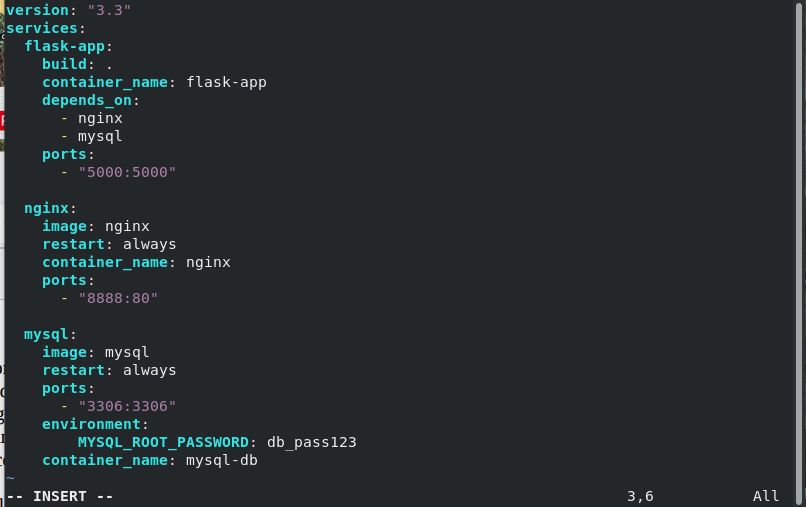 version: "3.3"
services:
  flask-app:
    build: .
    container_name: flask-app
    depends_on:
      - nginx
      - mysql
    ports:
      - "5000:5000"

  nginx:
    image: nginx
    restart: always
    container_name: nginx
    ports:
      - "8888:80"

  mysql:
    image: mysql
    restart: always
    ports:
      - "3306:3306"
    environment:
        MYSQL_ROOT_PASSWORD: db_pass123
    container_name: mysql-db
~
-- INSERT -- 3,6 All